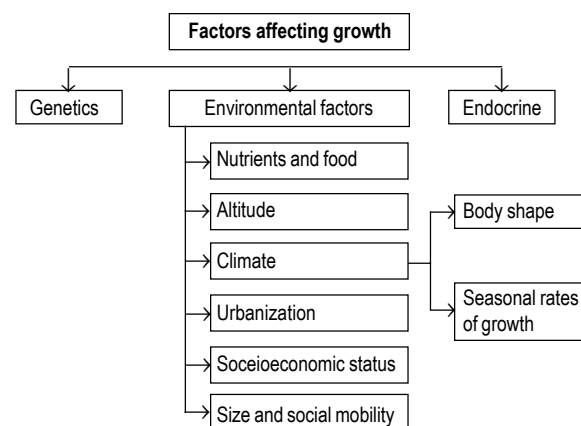 Factors affecting growth
Genetics
Environmental factors
Endocrine
Nutrients and food
Altitude
Climate
Urbanization
Soceioeconomic status
Size and social mobility
Body shape
Seasonal rates
of growth